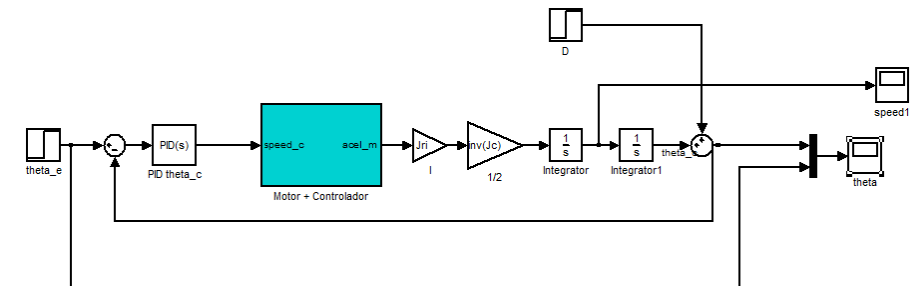 D
speed1
theta_e
PID(s)
PID theta_c
speed_c
acel_m
Motor + Controlador
Jri
I
inv(Jc)
1/2
1
s
Integrator
1
s
Integrator1
theta